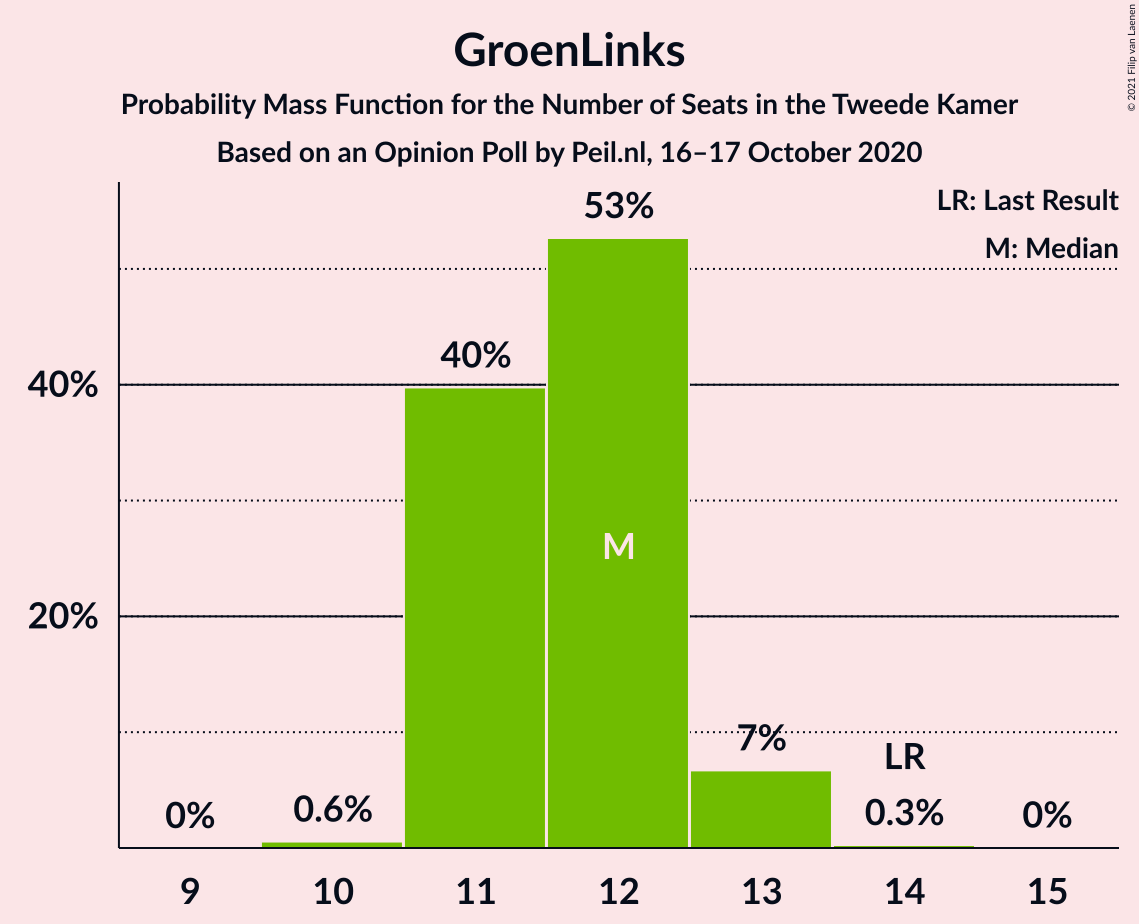 GroenLinks
Probability Mass Function for the Number of Seats in the Tweede Kamer
Based on an Opinion Poll by Peil.nl, 16–17 October 2020
© 2021 Filip van Laenen
LR: Last Result
M: Median
53%
40%
40%
M
20%
7%
LR
0%
0.6%
0.3%
0%
9
10
11
12
13
14
15